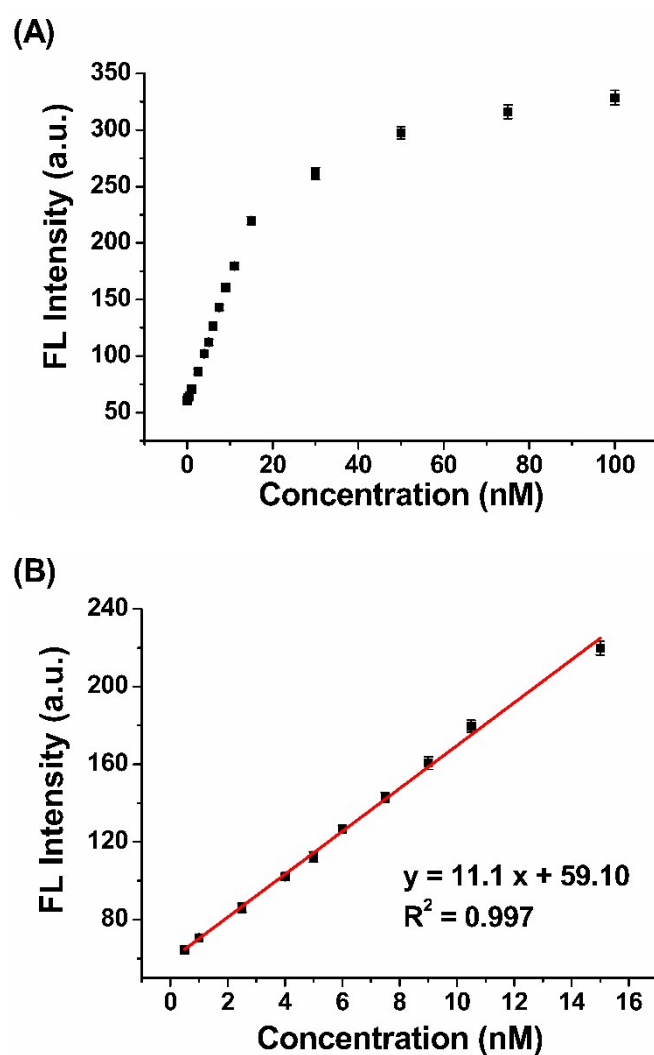 (A)
350
300
250
200
150
100
50
FL Intensity (a.u.)
0 20 40 60 80 100
Concentration (nM)
(B)
240
200
160
120
80
FL Intensity (a.u.)
y = 11.1 x + 59.10
R² = 0.997
0 2 4 6 8 10 12 14 16
Concentration (nM)